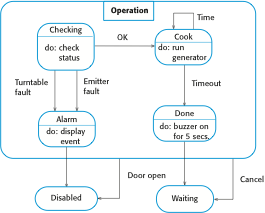 Operation
Checking
do: check
status
OK
Time
Cook
do: run
generator
Turntable
fault
Emitter
fault
Timeout
Alarm
do: display
event
Done
do: buzzer on
for 5 secs.
Door open
Cancel
Disabled
Waiting